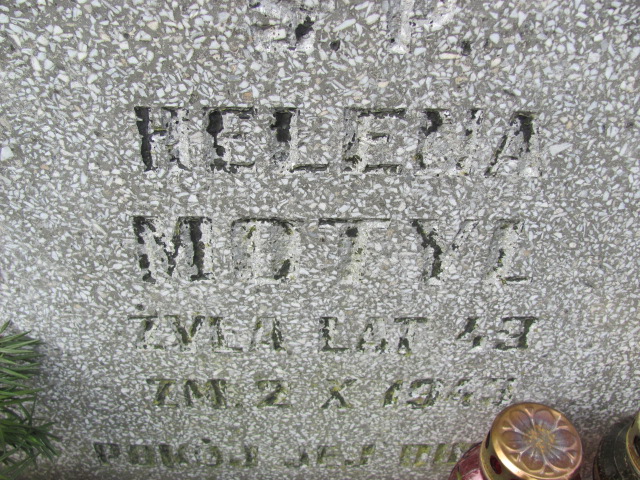 Ś. P.
HELENA
MOTYL
ŻYŁA LAT 43
ZM. 2 X
POKÓJ JEJ